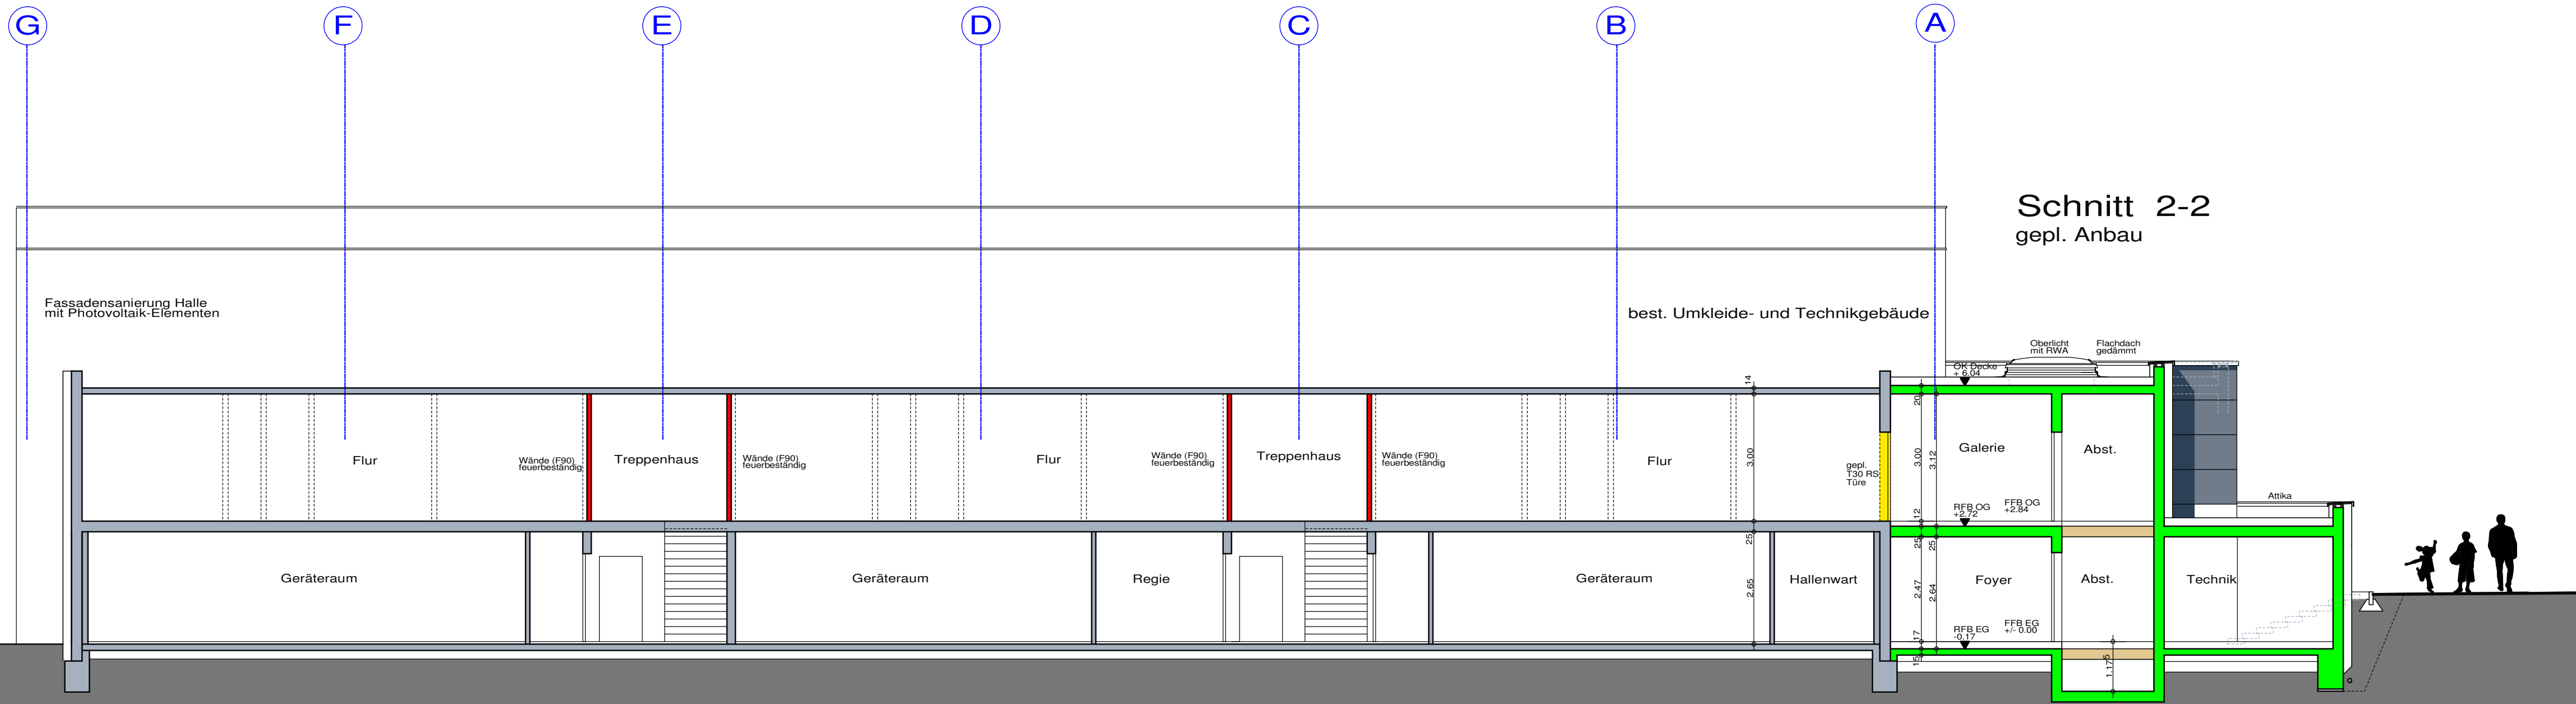 G F E D C B A
Schnitt 2-2
gepl. Anbau
Fassadensanierung Halle
mit Photovoltaik-Elementen
best. Umkleide- und Technikgebäude
Oberlicht
mit RWA
Flachdach
gedämmt
OK Decke
+ 6.04
14
20
Flur
Wände (F90)
feuerbeständig
Treppenhaus
Wände (F90)
feuerbeständig
Flur
Wände (F90)
feuerbeständig
Treppenhaus
Wände (F90)
feuerbeständig
Flur
3.00
gepl.
T30 RS
Türe
3.00
3.12
Galerie
Abst.
RFB OG
+2.72
FFB OG
+2.84
Attika
12
25
25
25
Geräteraum
Geräteraum
Regie
Geräteraum
2.65
Hallenwart
2.47
2.64
Foyer
Abst.
Technik
RFB EG
-0.17
FFB EG
+/- 0.00
17
15
1.17⁵